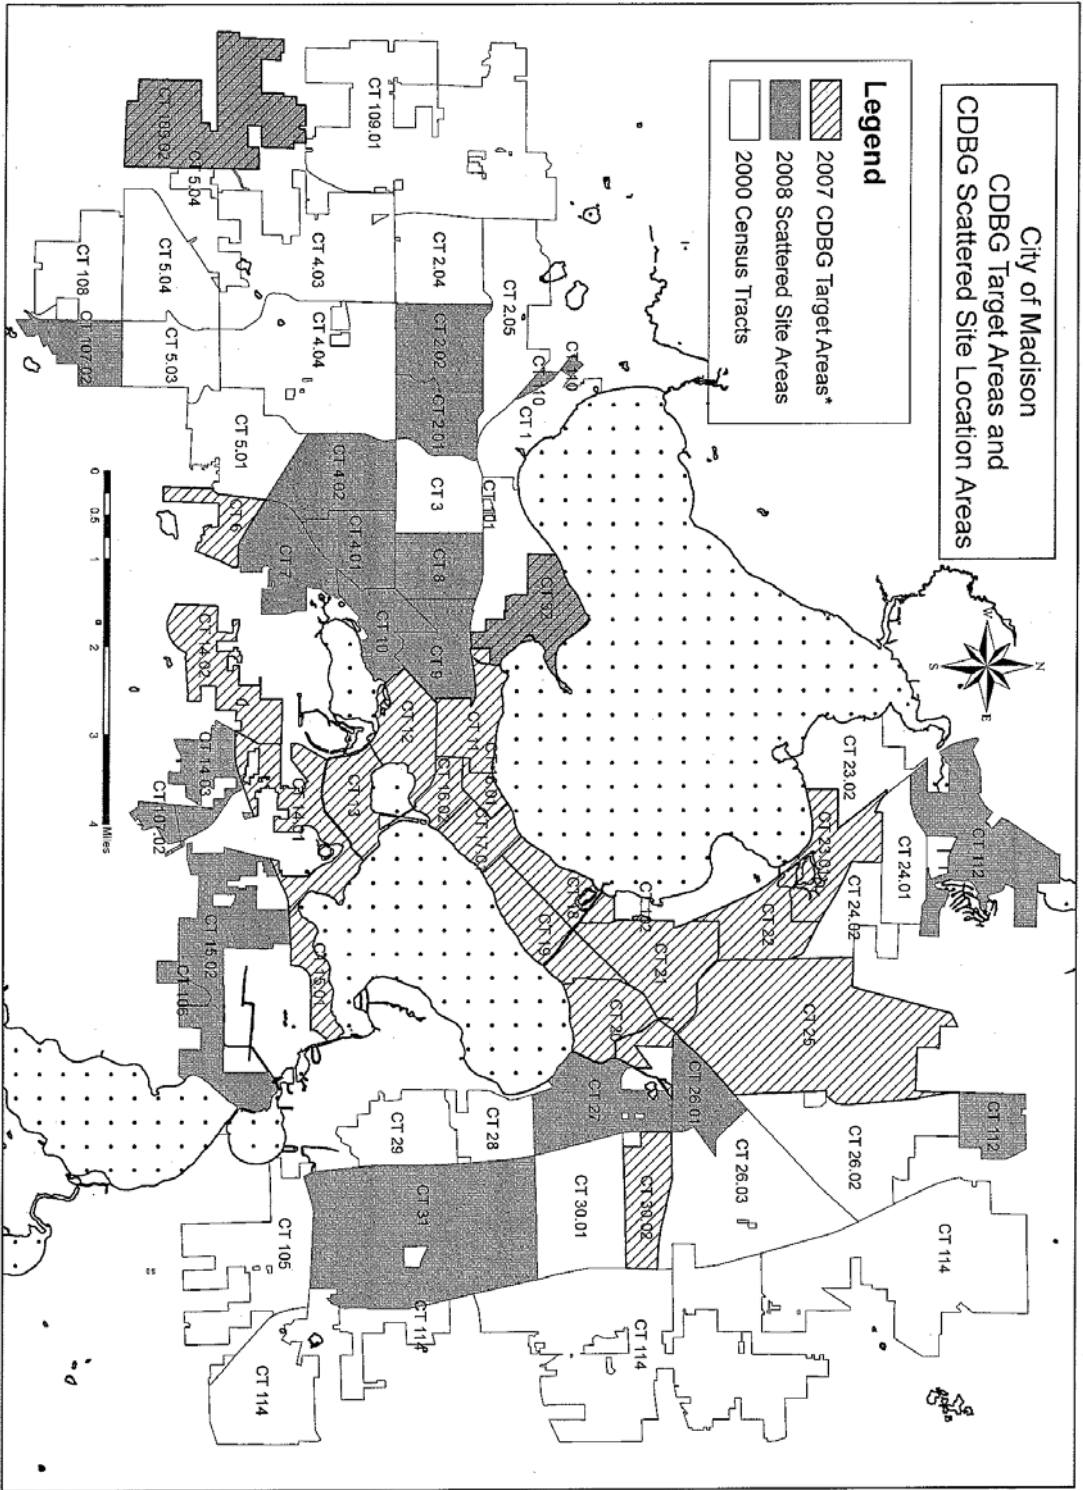 City of Madison
CDBG Target Areas and
CDBG Scattered Site Location Areas
Legend
2007 CDBG Target Areas*
2008 Scattered Site Areas
2000 Census Tracts
N
W
E
S
CT 112
CT 23.02
CT 24.01
CT 24.02
CT 22
CT 25
CT 112
CT 114
CT 26.02
CT 18
CT 21
CT 19
CT 20
CT 26.01
CT 26.03
CT 27
CT 30.02
CT 30.01
CT 114
CT 28
CT 29
CT 31
CT 114
CT 105
CT 114
CT 110
CT 110
CT 1
CT 2.05
CT 2.04
CT 2.02
CT 2.01
CT 3
CT 101
CT 8
CT 9
CT 11
CT 16.01
CT 16.02
CT 12
CT 13
CT 10
CT 109.01
CT 4.03
CT 4.04
CT 4.02
CT 4.01
CT 7
CT 6
CT 5.04
CT 5.04
CT 5.03
CT 5.01
CT 108
CT 107.02
CT 14.02
CT 14.03
CT 14.01
CT 15.01
CT 15.02
CT 106
0
0.5
1
2
3
4
Miles